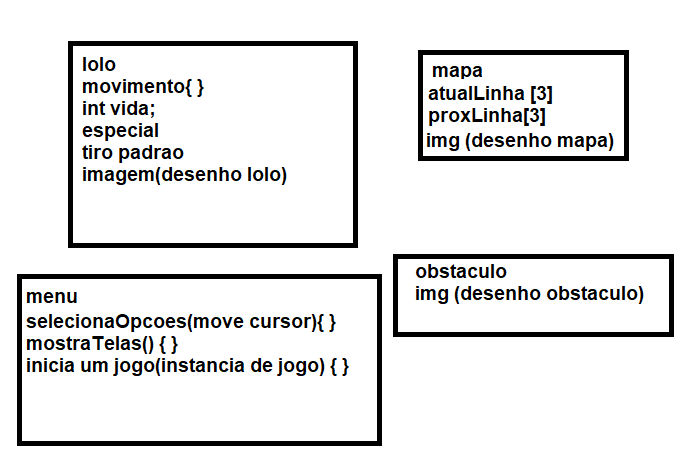 lolo
movimento{ }
int vida;
especial
tiro padrao
imagem(desenho lolo)
mapa
atualLinha [3]
proxLinha[3]
img (desenho mapa)
menu
selecionaOpcoes(move cursor){ }
mostraTelas() { }
inicia um jogo(instancia de jogo) { }
obstaculo
img (desenho obstaculo)